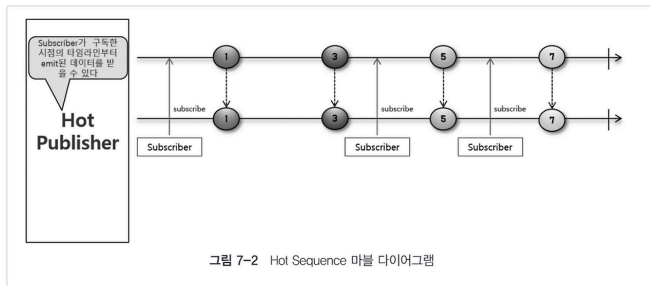 Subscriber가 구독한
시점의 타임라인부터
emit된 데이터를 받
을 수 있다
Hot
Publisher
1 3 5 7
subscribe subscribe subscribe
1 3 5 7
Subscriber Subscriber Subscriber
그림 7-2 Hot Sequence 마블 다이어그램